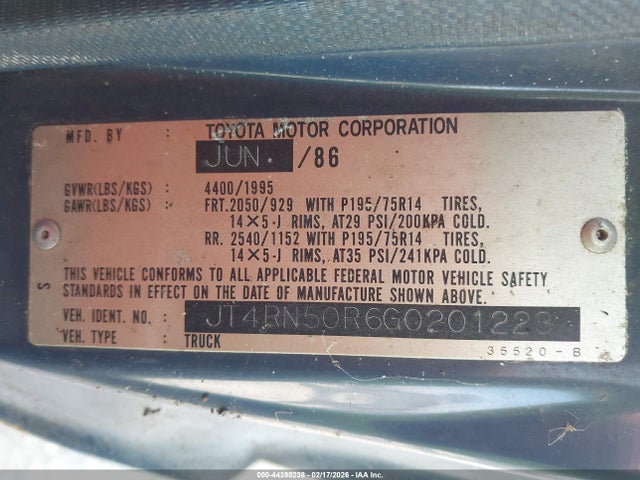 MFD. BY : TOYOTA MOTOR CORPORATION
JUN. /86
GVWR(LBS/KGS) : 4400/1995
GAWR(LBS/KGS) : FRT. 2050/929 WITH P195/75R14 TIRES,
14×5-J RIMS, AT29 PSI/200KPA COLD.
RR. 2540/1152 WITH P195/75R14 TIRES,
14×5-J RIMS, AT35 PSI/241KPA COLD.
THIS VEHICLE CONFORMS TO ALL APPLICABLE FEDERAL MOTOR VEHICLE SAFETY
S STANDARDS IN EFFECT ON THE DATE OF MANUFACTURE SHOWN ABOVE.
VEH. IDENT. NO. : JT4RN50R6G0201223
VEH. TYPE : TRUCK 35520-B
000-44398238 - 02/17/2026 - IAA Inc.